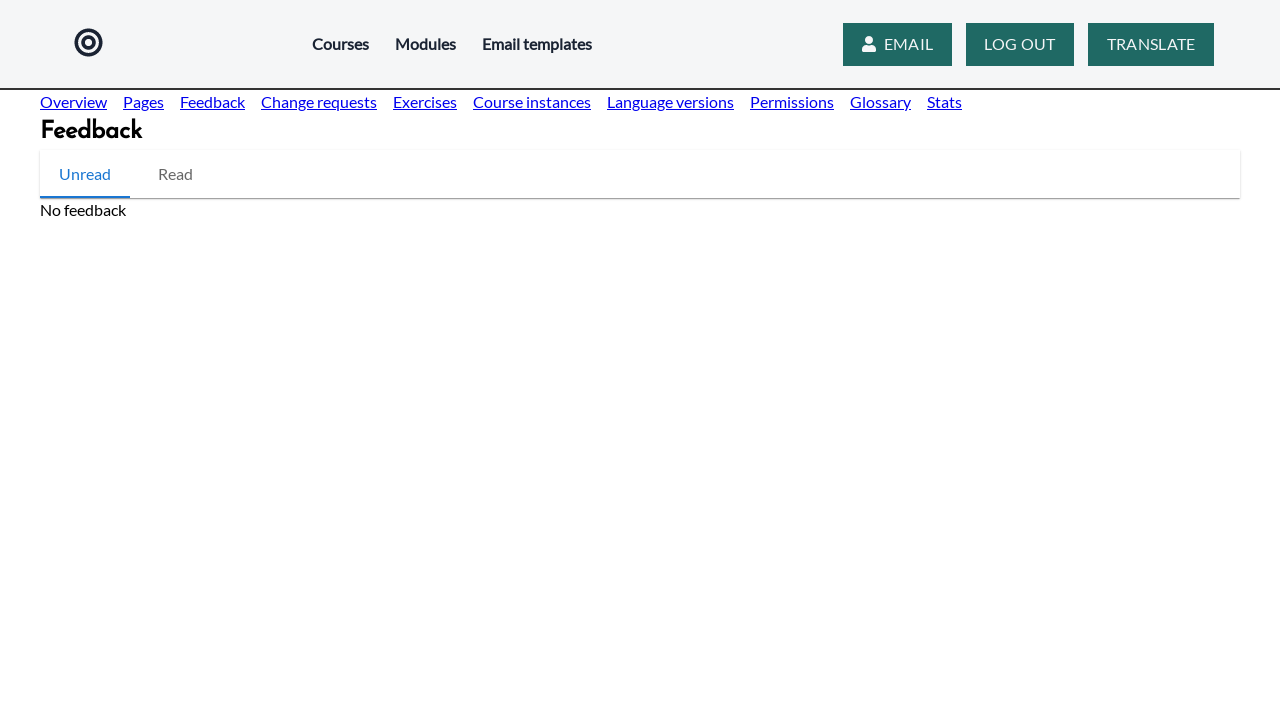 Courses Modules Email templates EMAIL LOG OUT TRANSLATE
Overview Pages Feedback Change requests Exercises Course instances Language versions Permissions Glossary Stats
Feedback
Unread Read
No feedback